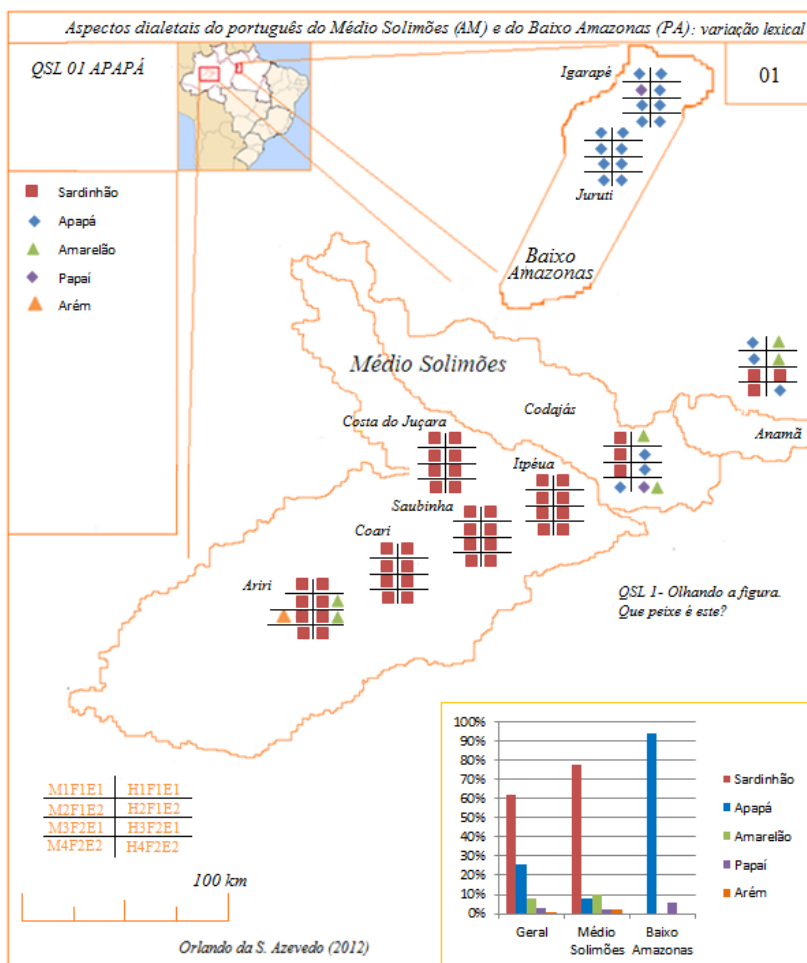 Aspectos dialetais do português do Médio Solimões (AM) e do Baixo Amazonas (PA): variação lexical
QSL 01 APAPÁ
01
Sardinhão
Apapá
Amarelão
Papaí
Arém
Igarapé
Juruti
Baixo
Amazonas
Médio Solimões
Codajás
Anamã
Costa do Juçara
Itpéua
Saubinha
Coari
Ariri
QSL 1- Olhando a figura.
Que peixe é este?
M1F1E1 H1F1E1
M2F1E2 H2F1E2
M3F2E1 H3F2E1
M4F2E2 H4F2E2
100 km
Orlando da S. Azevedo (2012)
100%
90%
80%
70%
60%
50%
40%
30%
20%
10%
0%
Geral
Médio
Solimões
Baixo
Amazonas
Sardinhão
Apapá
Amarelão
Papaí
Arém